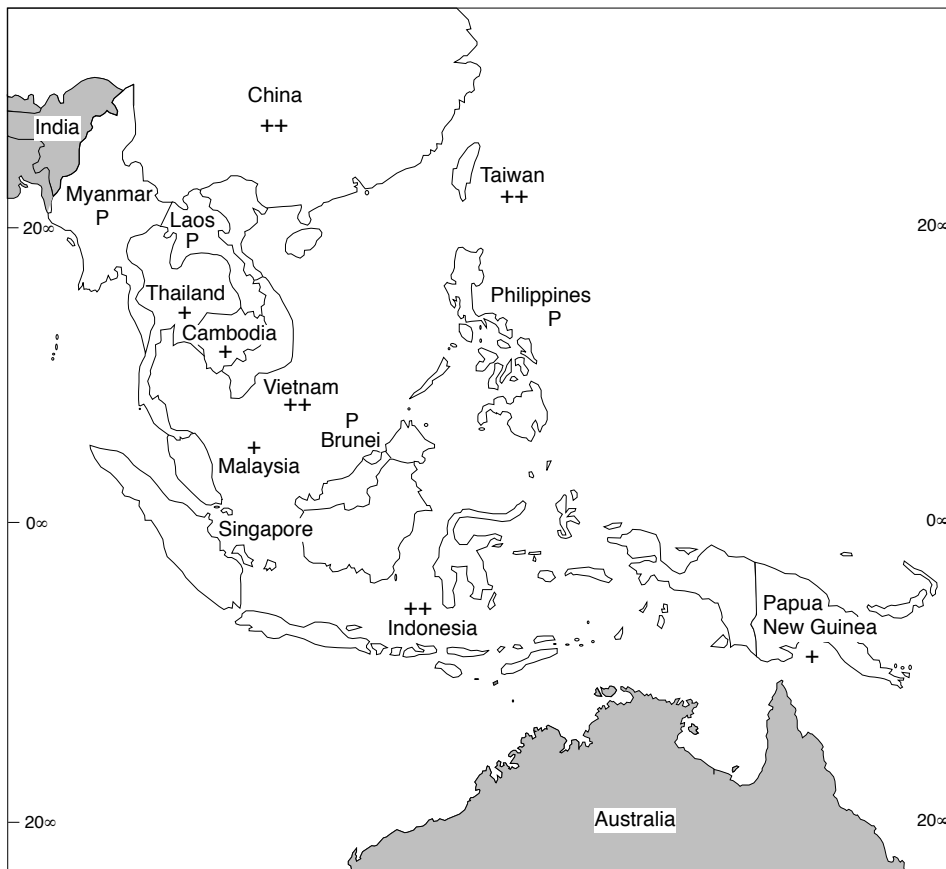 China
++
India
Taiwan
++
Myanmar
P
Laos
P
20∞
20∞
Thailand
+
Philippines
P
Cambodia
+
Vietnam
++
P
Brunei
+
Malaysia
0∞
Singapore
0∞
++
Indonesia
Papua
New Guinea
+
20∞
Australia
20∞